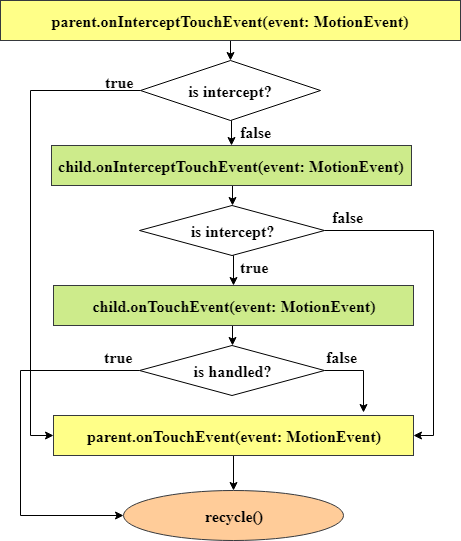 parent.onInterceptTouchEvent(event: MotionEvent)
true
is intercept?
false
child.onInterceptTouchEvent(event: MotionEvent)
is intercept?
false
true
child.onTouchEvent(event: MotionEvent)
true
false
is handled?
parent.onTouchEvent(event: MotionEvent)
recycle()